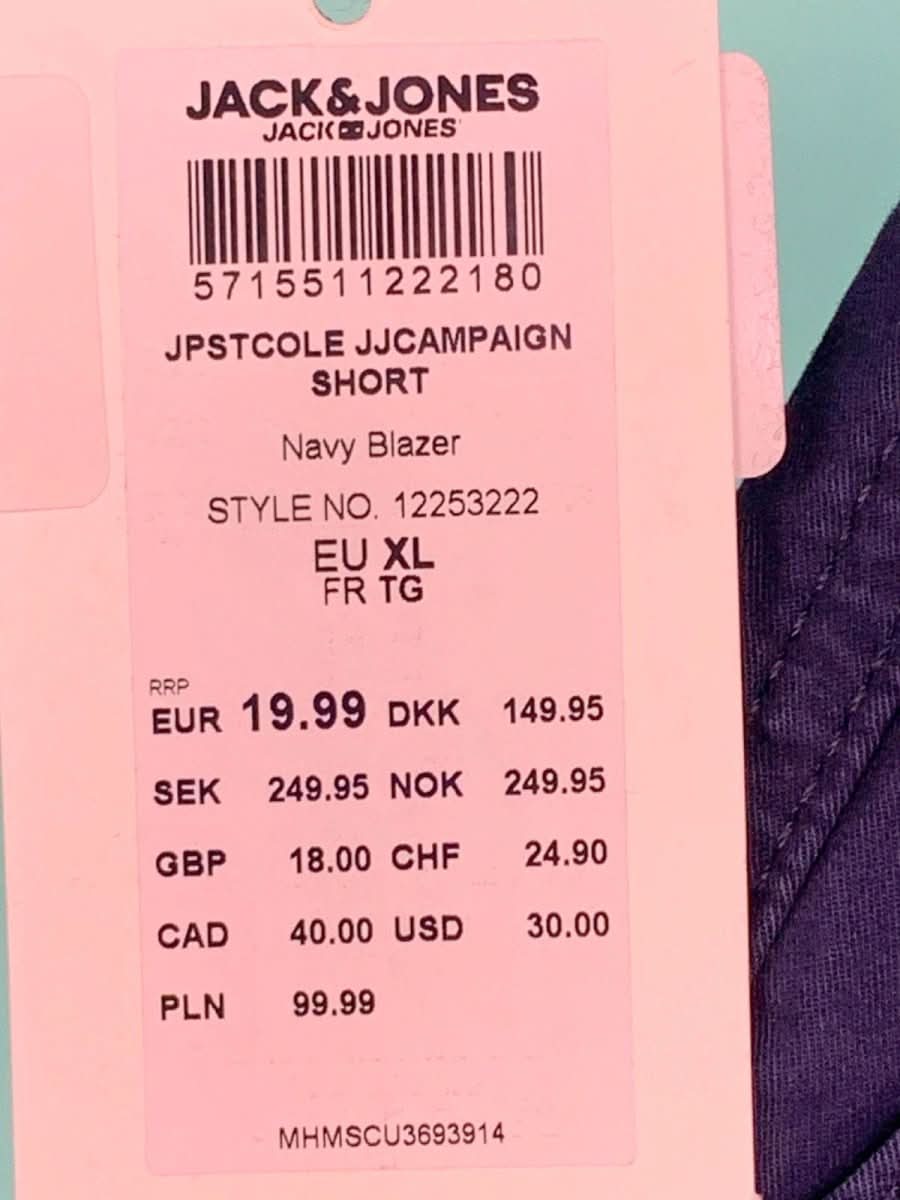 JACK&JONES
JACK JONES
5715511222180
JPSTCOLE JJCAMPAIGN
SHORT
Navy Blazer
STYLE NO. 12253222
EU XL
FR TG
RRP
EUR 19.99 DKK 149.95
SEK 249.95 NOK 249.95
GBP 18.00 CHF 24.90
CAD 40.00 USD 30.00
PLN 99.99
MHMSCU3693914